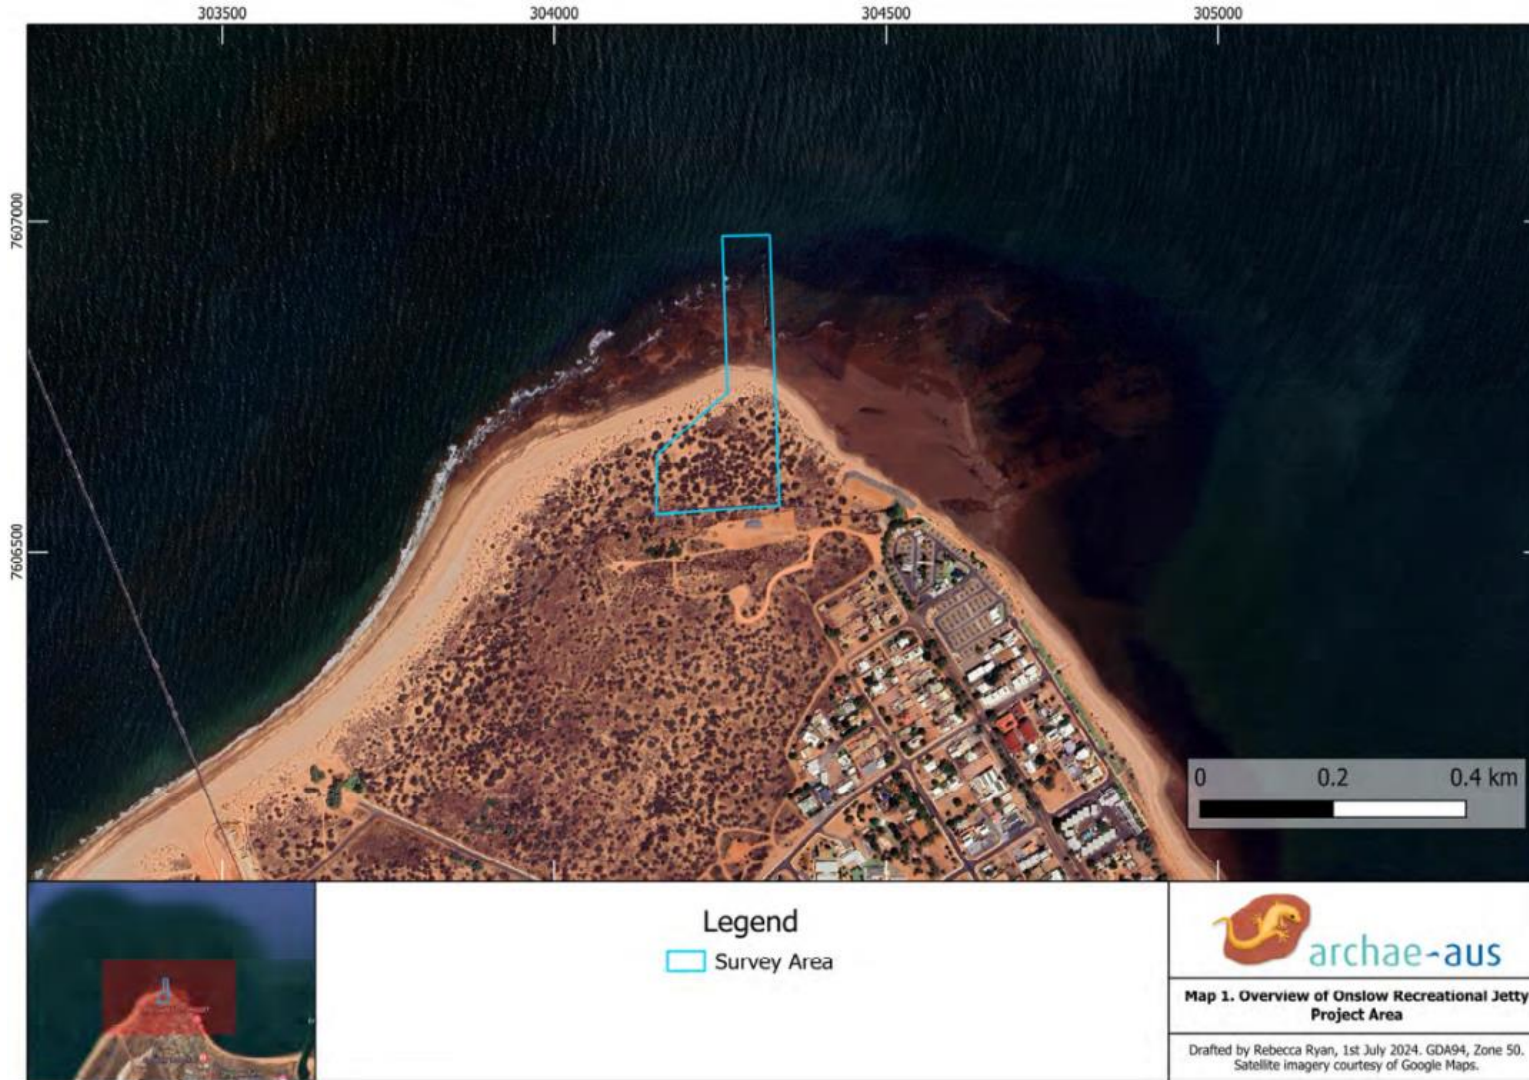 303500
304000
304500
305000
7607000
7606500
0 0.2 0.4 km
Legend
Survey Area
archae-aus
Map 1. Overview of Onslow Recreational Jetty
Project Area
Drafted by Rebecca Ryan, 1st July 2024. GDA94, Zone 50.
Satellite imagery courtesy of Google Maps.